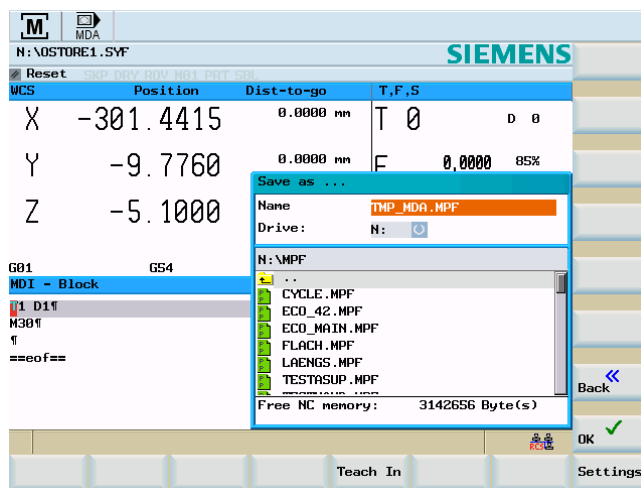 M
MDA
N:\OSTORE1.SYF
SIEMENS
Reset SKP DRY ROV M01 PRT SBL
WCS Position Dist-to-go T,F,S
X -301.4415 0.0000 mm T 0 D 0
Y -9.7760 0.0000 mm F 0,0000 85%
Save as ...
Z -5.1000
Name TMP_MDA.MPF
Drive: N:
G01 G54
N:\MPF
MDI - Block
..
T1 D1¶
CYCLE.MPF
M30¶
ECO_42.MPF
¶
ECO_MAIN.MPF
==eof==
FLACH.MPF
LAENGS.MPF
TESTASUP.MPF
Back
Free NC memory: 3142656 Byte(s)
RCS
OK
Teach In
Settings